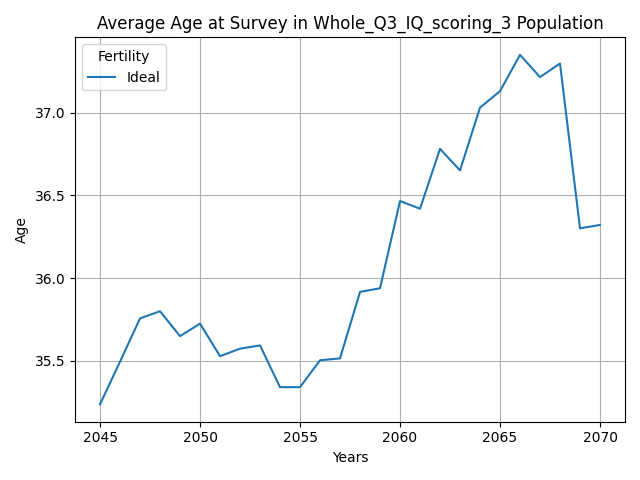 Average Age at Survey in Whole_Q3_IQ_scoring_3 Population
Fertility
Ideal
Age
37.0
36.5
36.0
35.5
2045 2050 2055 2060 2065 2070
Years